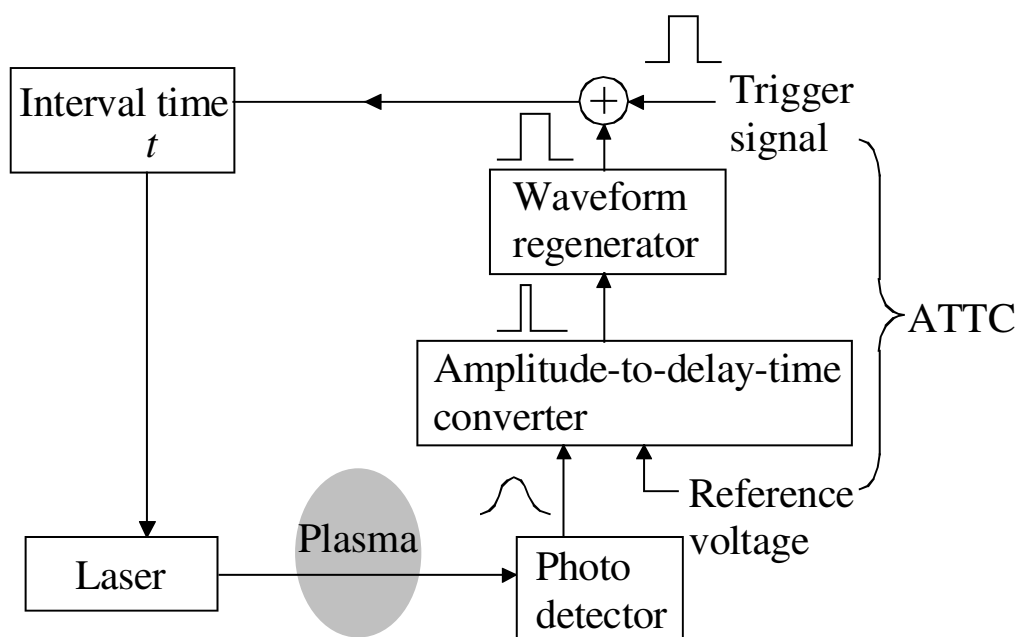 Interval time
t
+
Trigger
signal
Waveform
regenerator
ATTC
Amplitude-to-delay-time
converter
Reference
voltage
Plasma
Laser
Photo
detector